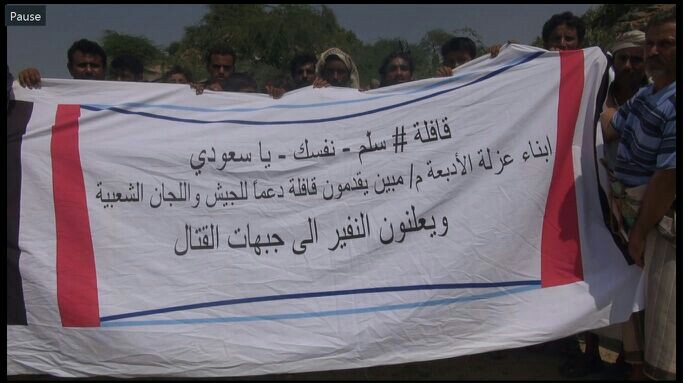 Pause
قافلة # سلّم - نفسك - يا سعودي
ابناء عزلة الأدبعة م/ مبين يقدمون قافلة دعماً للجيش واللجان الشعبية
ويعلنون النفير الى جبهات القتال